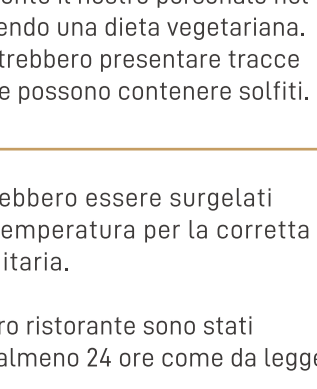 il nostro personale nel
endo una dieta vegetariana.
trebbero presentare tracce
e possono contenere solfiti.
ebbero essere surgelati
emperatura per la corretta
itaria.
ro ristorante sono stati
almeno 24 ore come da legge